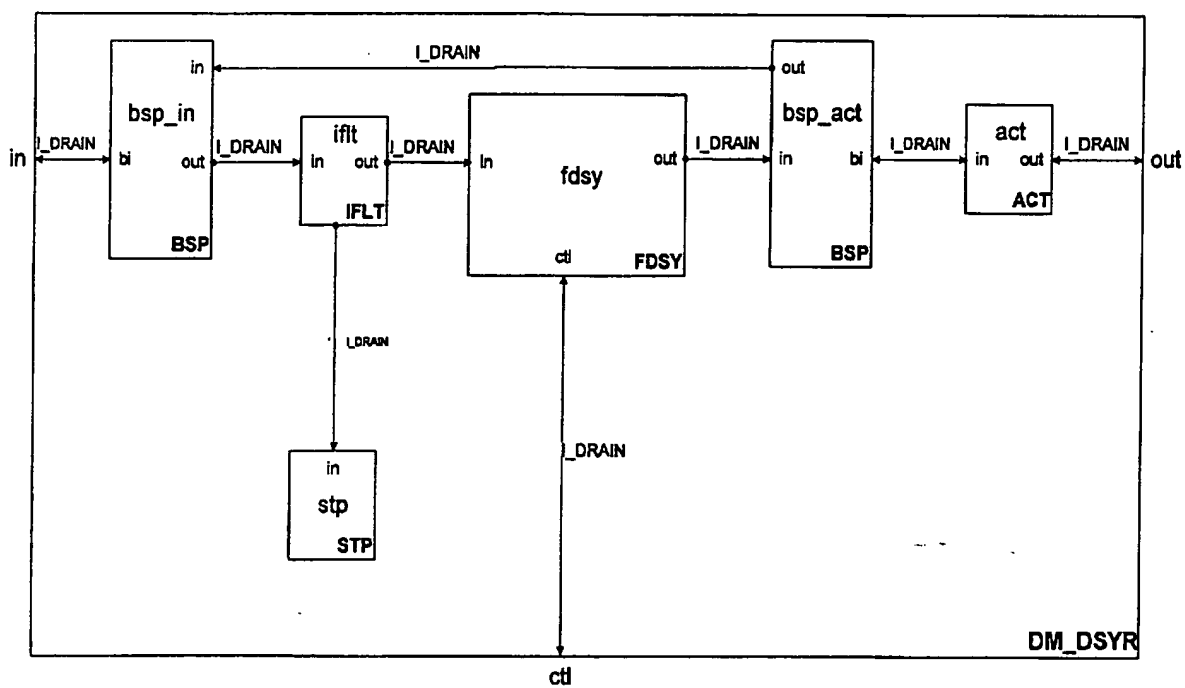 I_DRAIN
in
out
bsp_in
bsp_act
iflt
act
I_DRAIN
I_DRAIN
I_DRAIN
I_DRAIN
I_DRAIN
I_DRAIN
in
bi
out
in
out
In
out
in
bi
in
out
out
fdsy
IFLT
ACT
BSP
ctl
FDSY
BSP
I_DRAIN
I_DRAIN
in
stp
STP
DM_DSYR
ctl